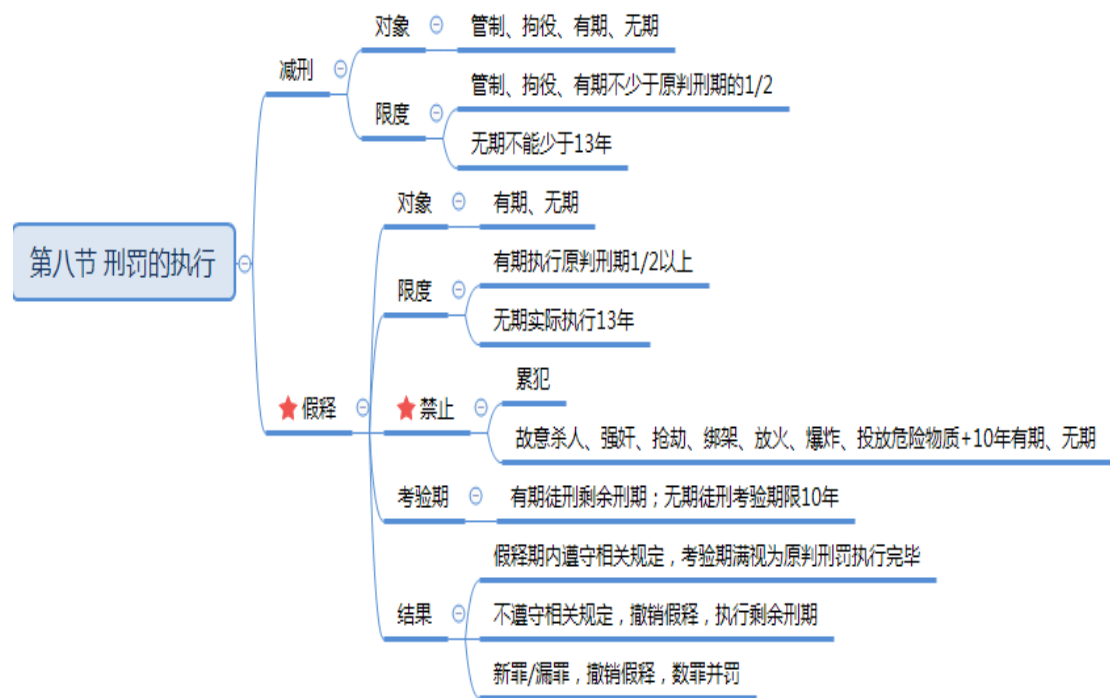 第八节 刑罚的执行
减刑
对象
管制、拘役、有期、无期
限度
管制、拘役、有期不少于原判刑期的1/2
无期不能少于13年
假释
对象
有期、无期
限度
有期执行原判刑期1/2以上
无期实际执行13年
禁止
累犯
故意杀人、强奸、抢劫、绑架、放火、爆炸、投放危险物质+10年有期、无期
考验期
有期徒刑剩余刑期；无期徒刑考验期限10年
结果
假释期内遵守相关规定，考验期满视为原判刑罚执行完毕
不遵守相关规定，撤销假释，执行剩余刑期
新罪/漏罪，撤销假释，数罪并罚